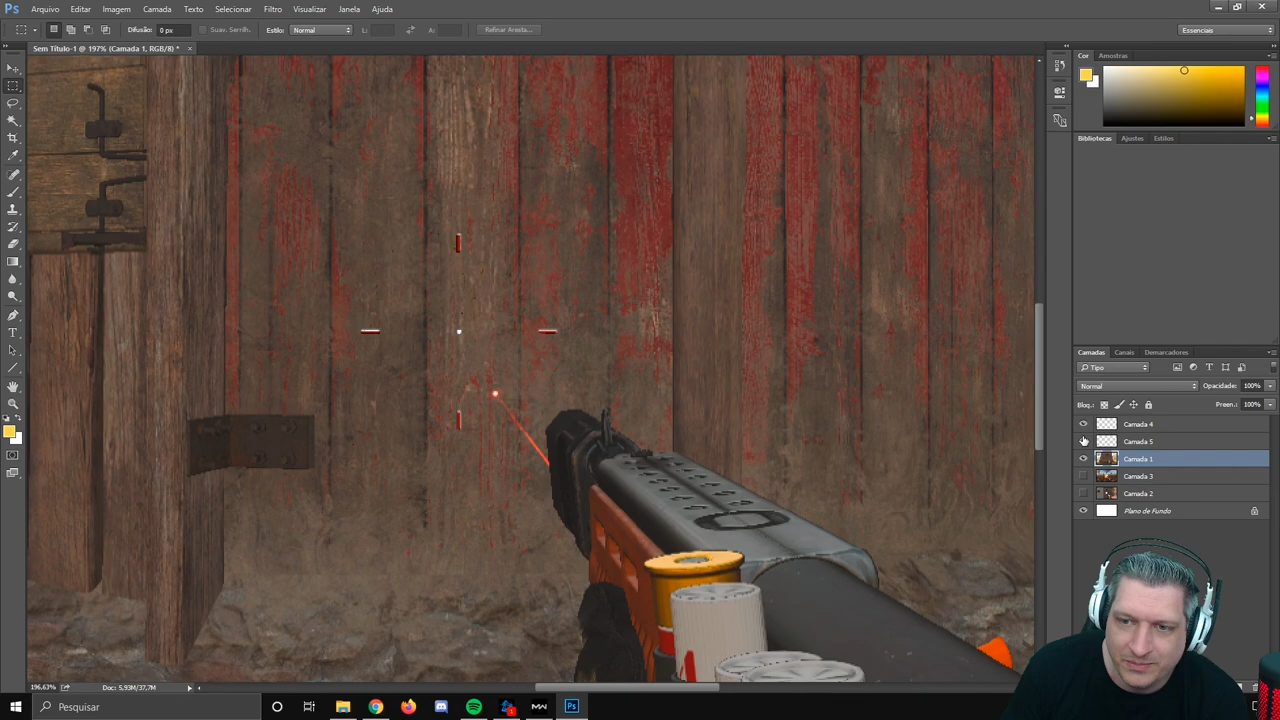 Ps Arquivo Editar Imagem Camada Texto Selecionar Filtro Visualizar Janela Ajuda
Difusão: 0 px Suav. Serrilh. Estilo: Normal L: A: Refinar Aresta... Essenciais
Sem Título-1 @ 197% (Camada 1, RGB/8) * ×
Cor Amostras
Bibliotecas Ajustes Estilos
Camadas Canais Demarcadores
Tipo
Normal Opacidade: 100%
Bloq.: Preen.: 100%
Camada 4
Camada 5
Camada 1
Camada 3
Camada 2
Plano de Fundo
196,63% Doc: 5,93M/37,7M
Pesquisar